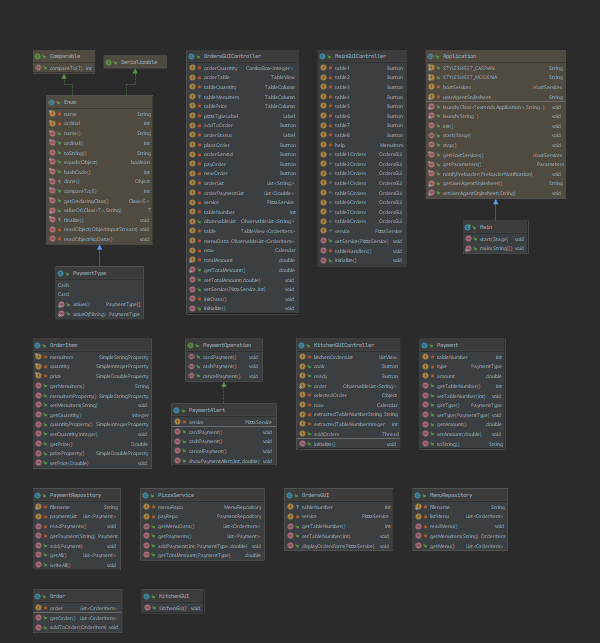 Comparable
compareTo(T) int
Serializable
Enum
name String
ordinal int
name() String
ordinal() int
toString() String
equals(Object) boolean
hashCode() int
clone() Object
compareTo(T) int
getDeclaringClass() Class<E>
valueOf(Class<T>, String) T
finalize() void
readObject(ObjectInputStream) void
readObjectNoData() void
PaymentType
Cash
Card
values() PaymentType[]
valueOf(String) PaymentType
OrdersGUIController
orderQuantity ComboBox<Integer>
orderTable TableView
tableQuantity TableColumn
tableMenuItem TableColumn
tablePrice TableColumn
pizzaTypeLabel Label
addToOrder Button
orderStatus Label
placeOrder Button
orderServed Button
payOrder Button
newOrder Button
orderList List<String>
orderPaymentList List<Double>
service PizzaService
tableNumber int
observableList ObservableList<String>
table TableView<OrderItem>
menuData ObservableList<OrderItem>
now Calendar
totalAmount double
getTotalAmount() double
setTotalAmount(double) void
setService(PizzaService, int) void
initData() void
initialize() void
MainGUIController
table1 Button
table2 Button
table3 Button
table4 Button
table5 Button
table6 Button
table7 Button
table8 Button
help MenuItem
table1Orders OrdersGUI
table2Orders OrdersGUI
table3Orders OrdersGUI
table4Orders OrdersGUI
table5Orders OrdersGUI
table6Orders OrdersGUI
table7Orders OrdersGUI
table8Orders OrdersGUI
service PizzaService
setService(PizzaService) void
tableHandlers() void
initialize() void
Application
STYLESHEET_CASPIAN String
STYLESHEET_MODENA String
hostServices HostServices
userAgentStylesheet String
launch(Class<? extends Application>, String...) void
launch(String...) void
init() void
start(Stage) void
stop() void
getHostServices() HostServices
getParameters() Parameters
notifyPreloader(PreloaderNotification) void
getUserAgentStylesheet() String
setUserAgentStylesheet(String) void
Main
start(Stage) void
main(String[]) void
OrderItem
menuItem SimpleStringProperty
quantity SimpleIntegerProperty
price SimpleDoubleProperty
getMenuItem() String
menuItemProperty() SimpleStringProperty
setMenuItem(String) void
getQuantity() Integer
quantityProperty() SimpleIntegerProperty
setQuantity(Integer) void
getPrice() Double
priceProperty() SimpleDoubleProperty
setPrice(Double) void
PaymentOperation
cardPayment() void
cashPayment() void
cancelPayment() void
PaymentAlert
service PizzaService
cardPayment() void
cashPayment() void
cancelPayment() void
showPaymentAlert(int, double) void
KitchenGUIController
kitchenOrdersList ListView
cook Button
ready Button
order ObservableList<String>
selectedOrder Object
now Calendar
extractedTableNumberString String
extractedTableNumberInteger int
addOrders Thread
initialize() void
Payment
tableNumber int
type PaymentType
amount double
getTableNumber() int
setTableNumber(int) void
getType() PaymentType
setType(PaymentType) void
getAmount() double
setAmount(double) void
toString() String
PaymentRepository
filename String
paymentList List<Payment>
readPayments() void
getPayment(String) Payment
add(Payment) void
getAll() List<Payment>
writeAll() void
PizzaService
menuRepo MenuRepository
payRepo PaymentRepository
getMenuData() List<OrderItem>
getPayments() List<Payment>
addPayment(int, PaymentType, double) void
getTotalAmount(PaymentType) double
OrdersGUI
tableNumber int
service PizzaService
getTableNumber() int
setTableNumber(int) void
displayOrdersForm(PizzaService) void
MenuRepository
filename String
listMenu List<OrderItem>
readMenu() void
getMenuItem(String) OrderItem
getMenu() List<OrderItem>
Order
order List<OrderItem>
getOrder() List<OrderItem>
addToOrder(OrderItem) void
KitchenGUI
KitchenGUI() void